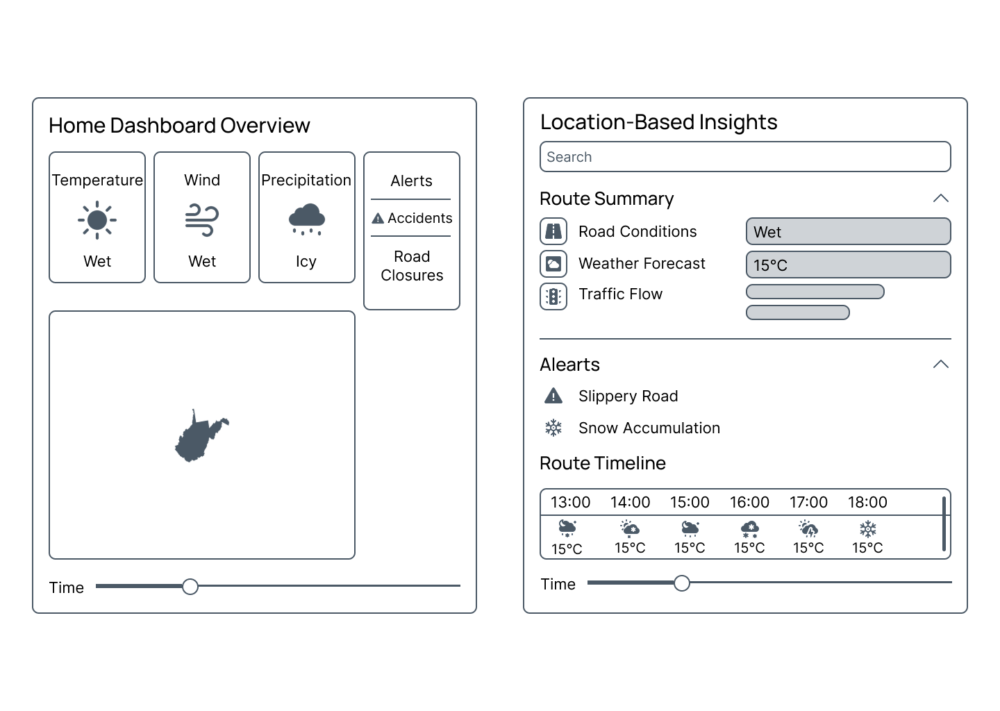 Home Dashboard Overview
Temperature
Wet
Wind
Wet
Precipitation
Icy
Alerts
Accidents
Road
Closures
Time
Location-Based Insights
Search
Route Summary
Road Conditions
Wet
Weather Forecast
15°C
Traffic Flow
Alearts
Slippery Road
Snow Accumulation
Route Timeline
13:00 14:00 15:00 16:00 17:00 18:00
15°C 15°C 15°C 15°C 15°C 15°C
Time